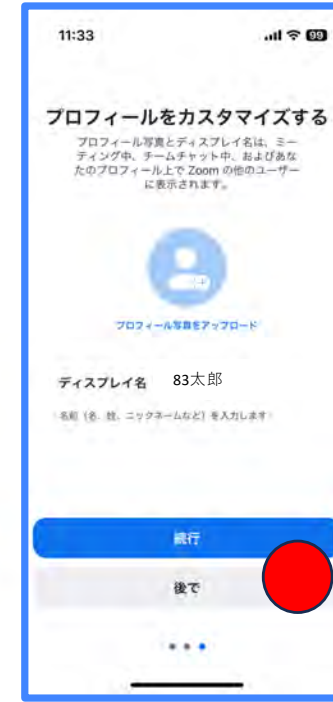 11:33
99
プロフィールをカスタマイズする
プロフィール写真とディスプレイ名は、ミー
ティング中、チームチャット中、およびあな
たのプロフィール上で Zoom の他のユーザー
に表示されます。
プロフィール写真をアップロード
ディスプレイ名 83太郎
名前（名、姓、ニックネームなど）を入力します
続行
後で